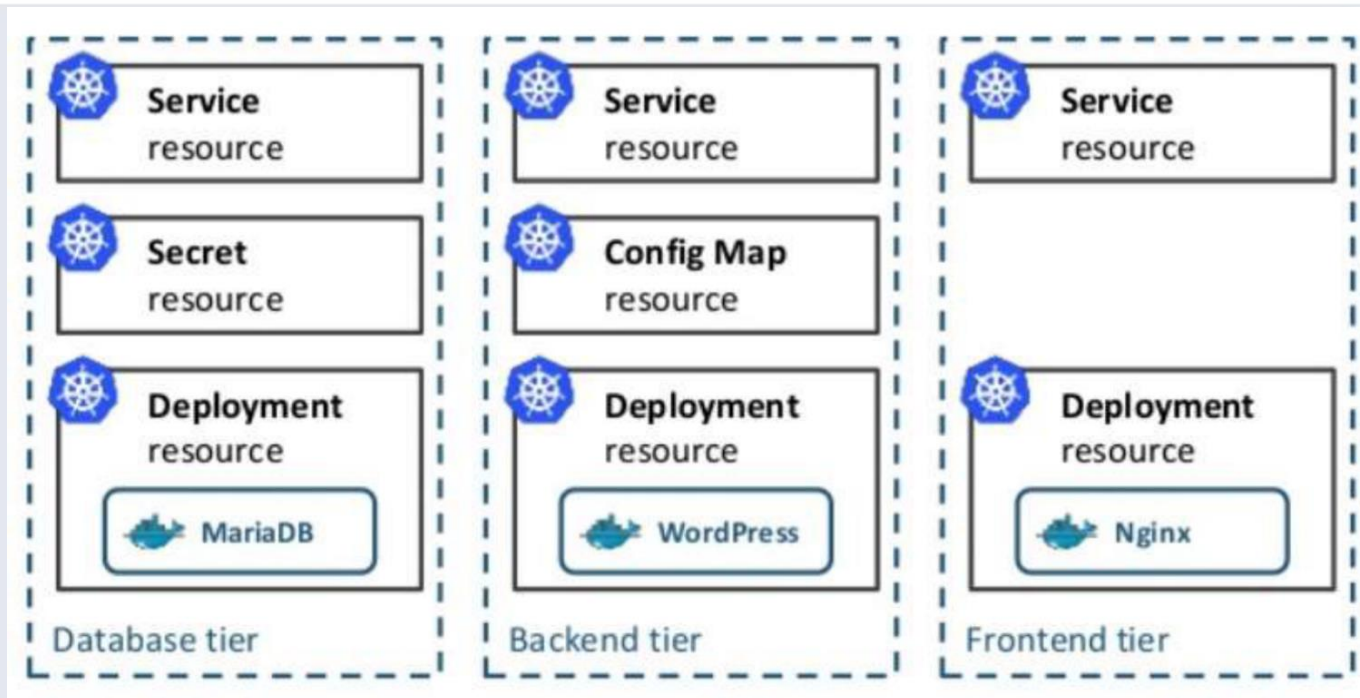 Service
resource
Secret
resource
Deployment
resource
MariaDB
Database tier
Service
resource
Config Map
resource
Deployment
resource
WordPress
Backend tier
Service
resource
Deployment
resource
Nginx
Frontend tier